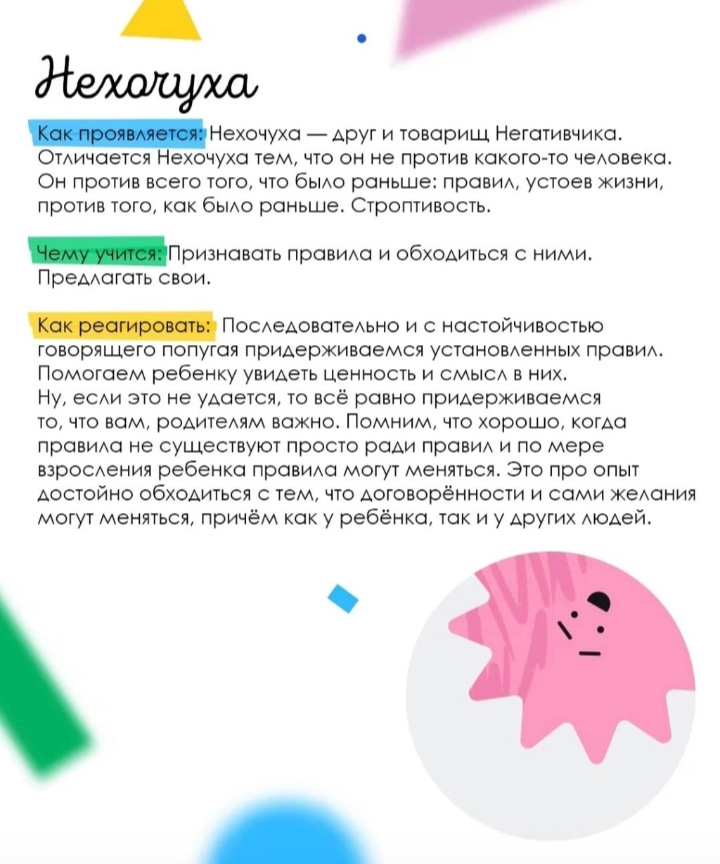 Нехочуха
Как проявляется: Нехочуха — друг и товарищ Негативчика.
Отличается Нехочуха тем, что он не против какого-то человека.
Он против всего того, что было раньше: правил, устоев жизни,
против того, как было раньше. Строптивость.
Чему учится: Признавать правила и обходиться с ними.
Предлагать свои.
Как реагировать: Последовательно и с настойчивостью
говорящего попугая придерживаемся установленных правил.
Помогаем ребенку увидеть ценность и смысл в них.
Ну, если это не удается, то всё равно придерживаемся
то, что вам, родителям важно. Помним, что хорошо, когда
правила не существуют просто ради правил и по мере
взросления ребенка правила могут меняться. Это про опыт
достойно обходиться с тем, что договорённости и сами желания
могут меняться, причём как у ребёнка, так и у других людей.